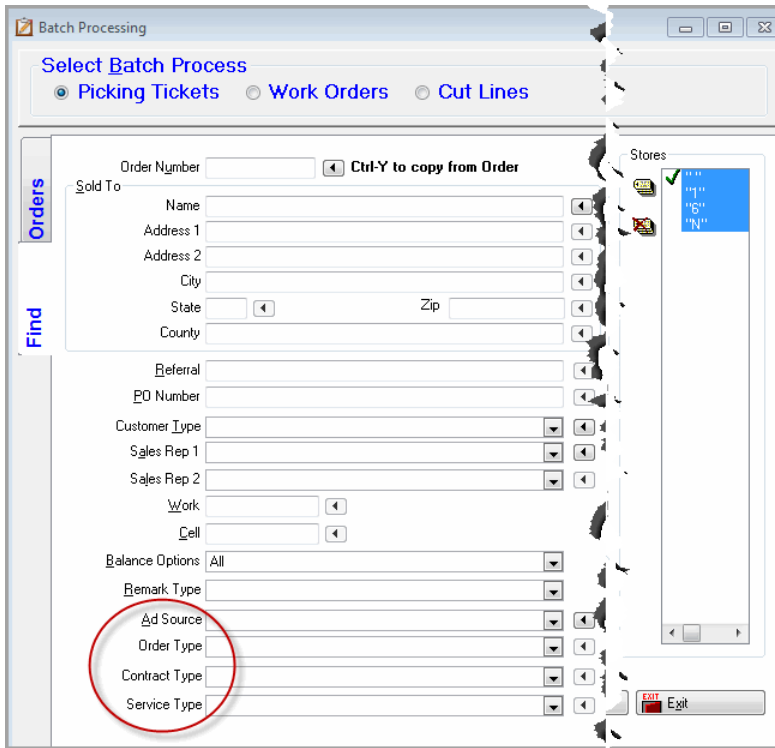 Batch Processing
Select Batch Process
Picking Tickets Work Orders Cut Lines
Orders
Find
Order Number Ctrl-Y to copy from Order
Sold To
Name
Address 1
Address 2
City
State Zip
County
Referral
PO Number
Customer Type
Sales Rep 1
Sales Rep 2
Work
Cell
Balance Options All
Remark Type
Ad Source
Order Type
Contract Type
Service Type
Stores
" "
"1"
"6"
"N"
EXIT Exit